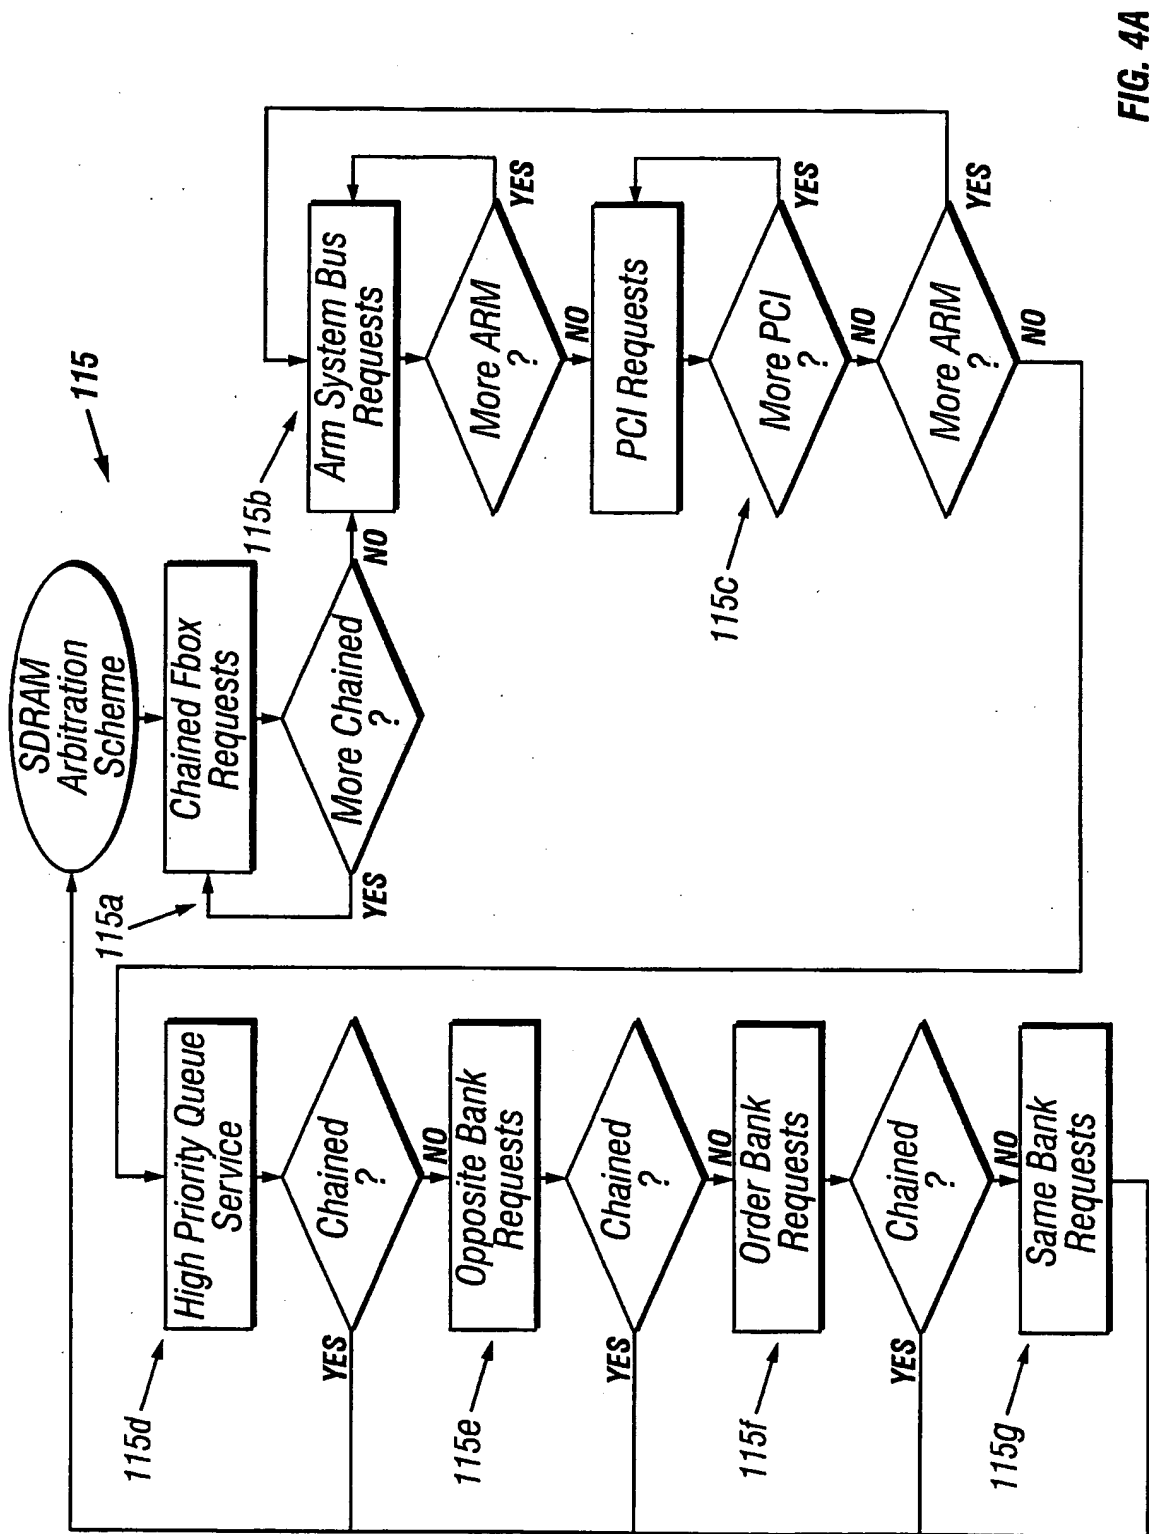 115
SDRAM
Arbitration
Scheme
115a
Chained Fbox
Requests
More Chained
?
YES
NO
115b
Arm System Bus
Requests
More ARM
?
YES
NO
PCI Requests
115c
More PCI
?
YES
NO
More ARM
?
YES
NO
115d
High Priority Queue
Service
Chained
?
YES
NO
115e
Opposite Bank
Requests
Chained
?
YES
NO
115f
Order Bank
Requests
Chained
?
YES
NO
115g
Same Bank
Requests
FIG. 4A